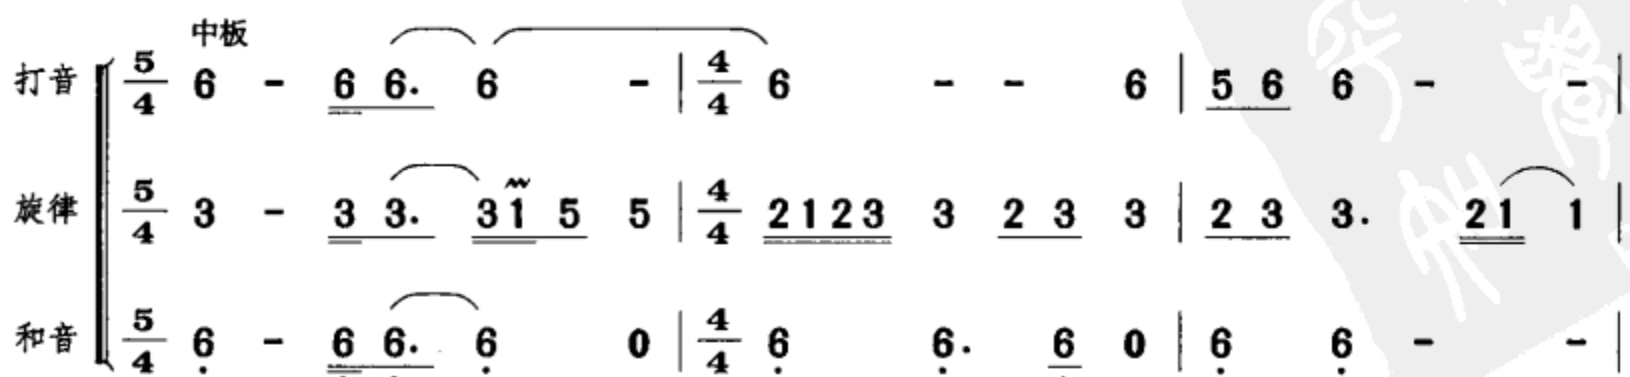 中板
打音 5/4 6 - 6 6. 6 - | 4/4 6 - - 6 | 5 6 6 - - |
旋律 5/4 3 - 3 3. 3 1 5 5 | 4/4 2 1 2 3 3 2 3 3 | 2 3 3. 2 1 1 |
和音 5/4 6 - 6 6. 6 0 | 4/4 6 6. 6 0 | 6 6 - - |